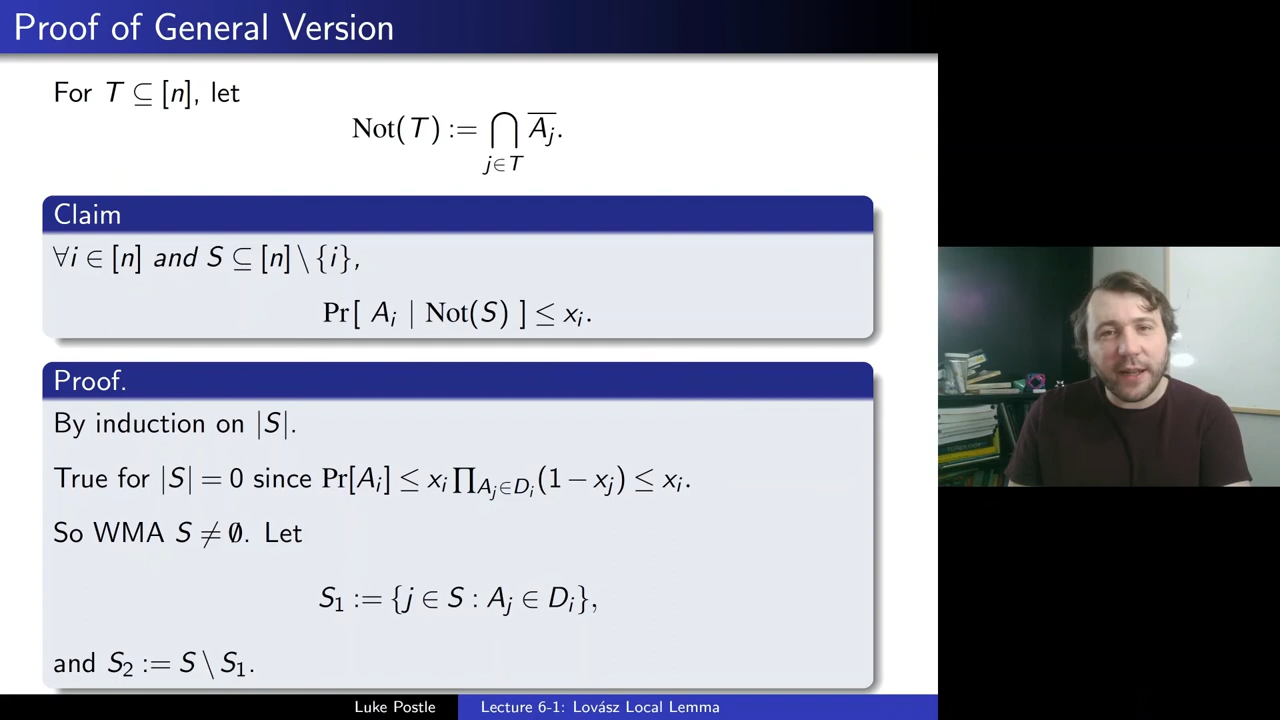 Proof of General Version
For T ⊆ [n], let
Not(T) := ⋂_{j∈T} \overline{A_j}.
Claim
∀i ∈ [n] and S ⊆ [n] \ {i},
Pr[ A_i | Not(S) ] ≤ x_i.
Proof.
By induction on |S|.
True for |S| = 0 since Pr[A_i] ≤ x_i ∏_{A_j∈D_i}(1 − x_j) ≤ x_i.
So WMA S ≠ ∅. Let
S_1 := {j ∈ S : A_j ∈ D_i},
and S_2 := S \ S_1.
Luke Postle
Lecture 6-1: Lovász Local Lemma